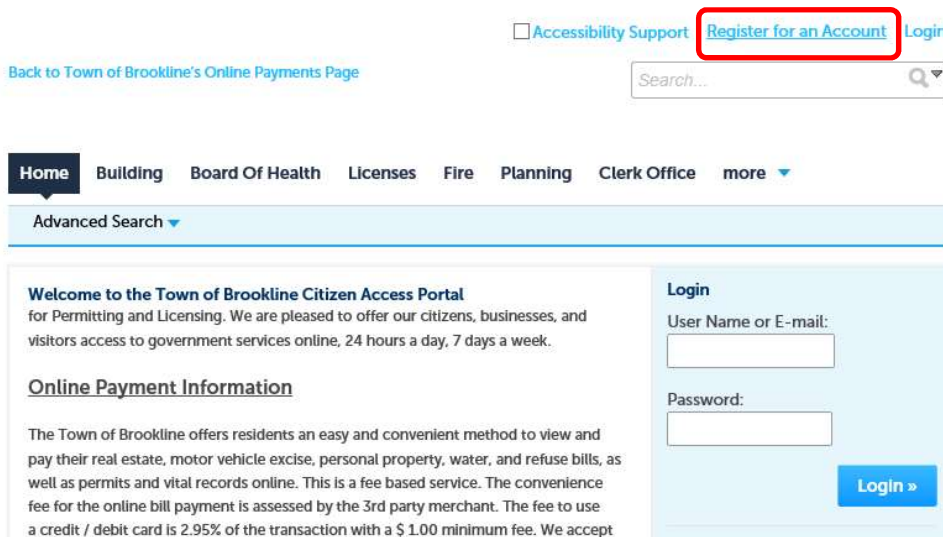 Accessibility Support Register for an Account Login
Back to Town of Brookline's Online Payments Page
Search...
Home Building Board Of Health Licenses Fire Planning Clerk Office more
Advanced Search
Welcome to the Town of Brookline Citizen Access Portal
for Permitting and Licensing. We are pleased to offer our citizens, businesses, and
visitors access to government services online, 24 hours a day, 7 days a week.
Online Payment Information
The Town of Brookline offers residents an easy and convenient method to view and
pay their real estate, motor vehicle excise, personal property, water, and refuse bills, as
well as permits and vital records online. This is a fee based service. The convenience
fee for the online bill payment is assessed by the 3rd party merchant. The fee to use
a credit / debit card is 2.95% of the transaction with a $ 1.00 minimum fee. We accept
Login
User Name or E-mail:
Password:
Login »